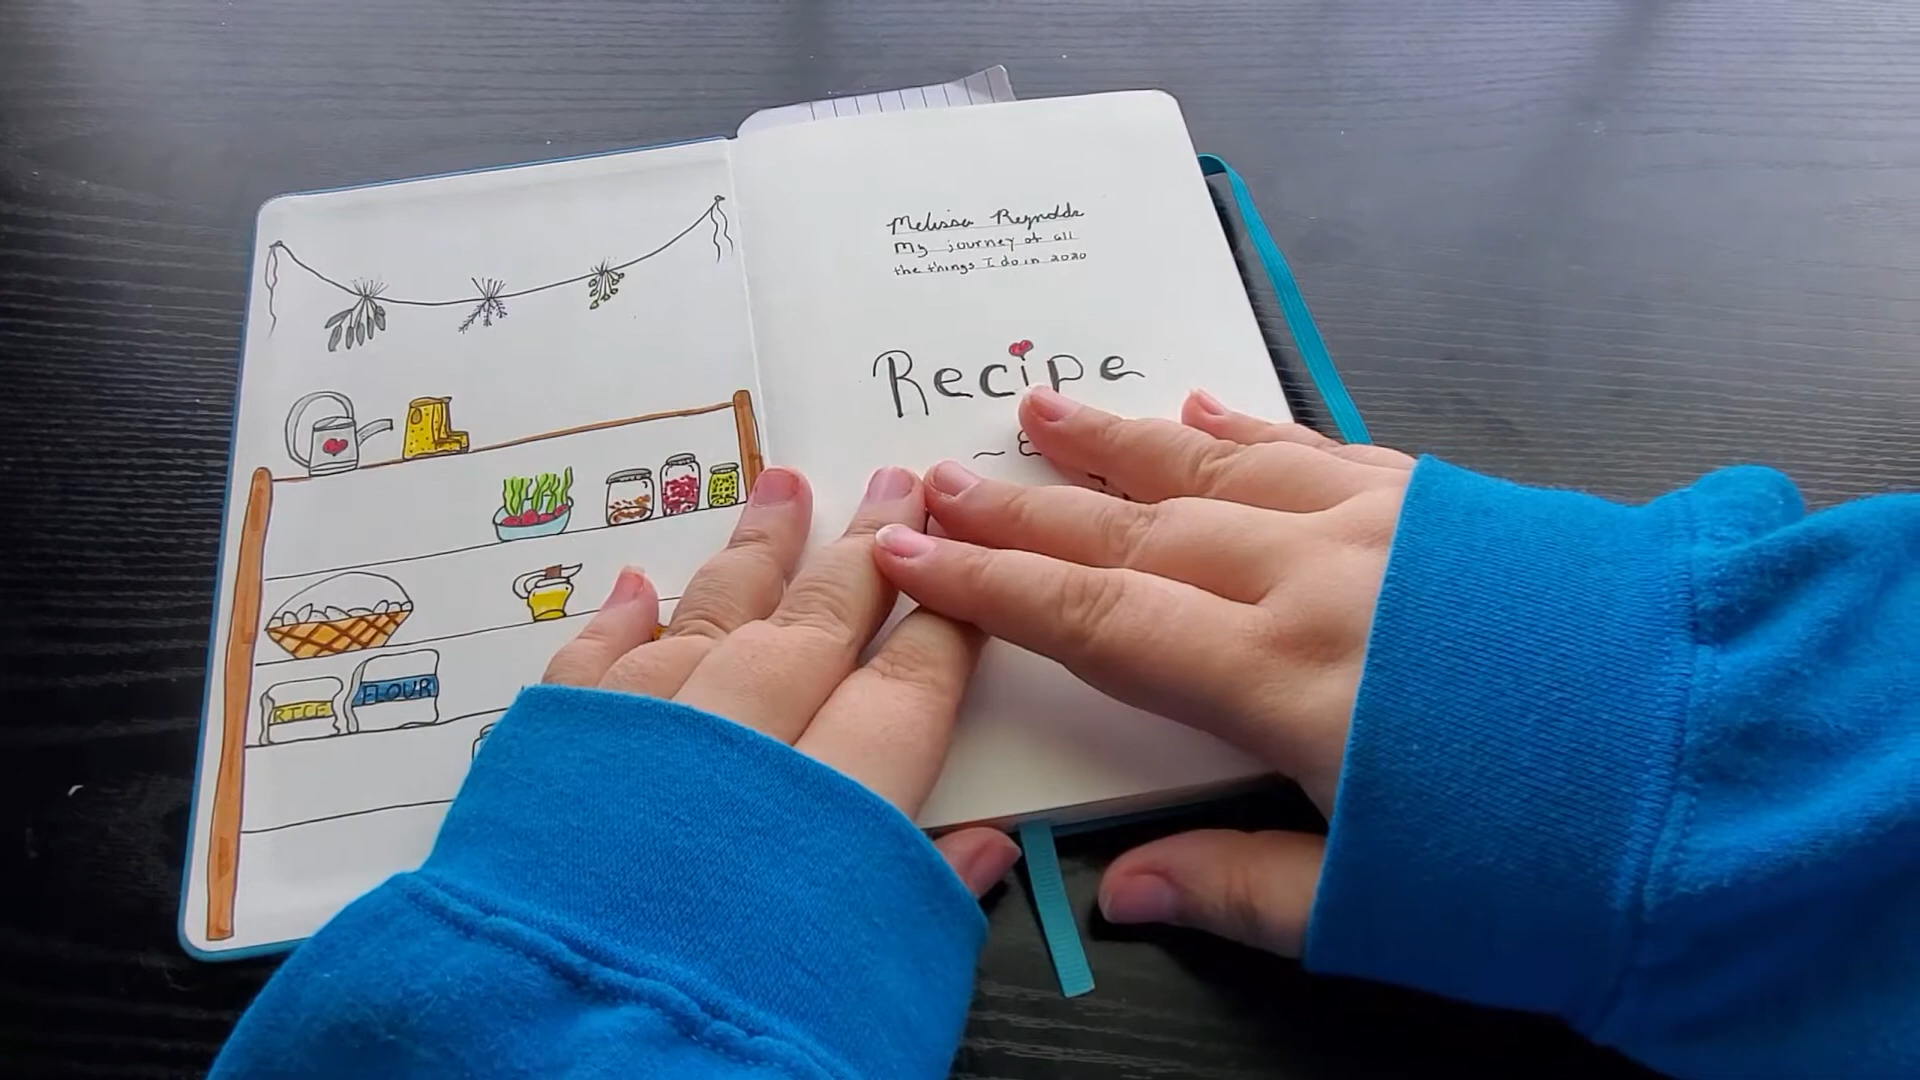 RICE
FLOUR
Melissa Reynolds
My journey of all
the things I do in 2020
Recipe
~ &